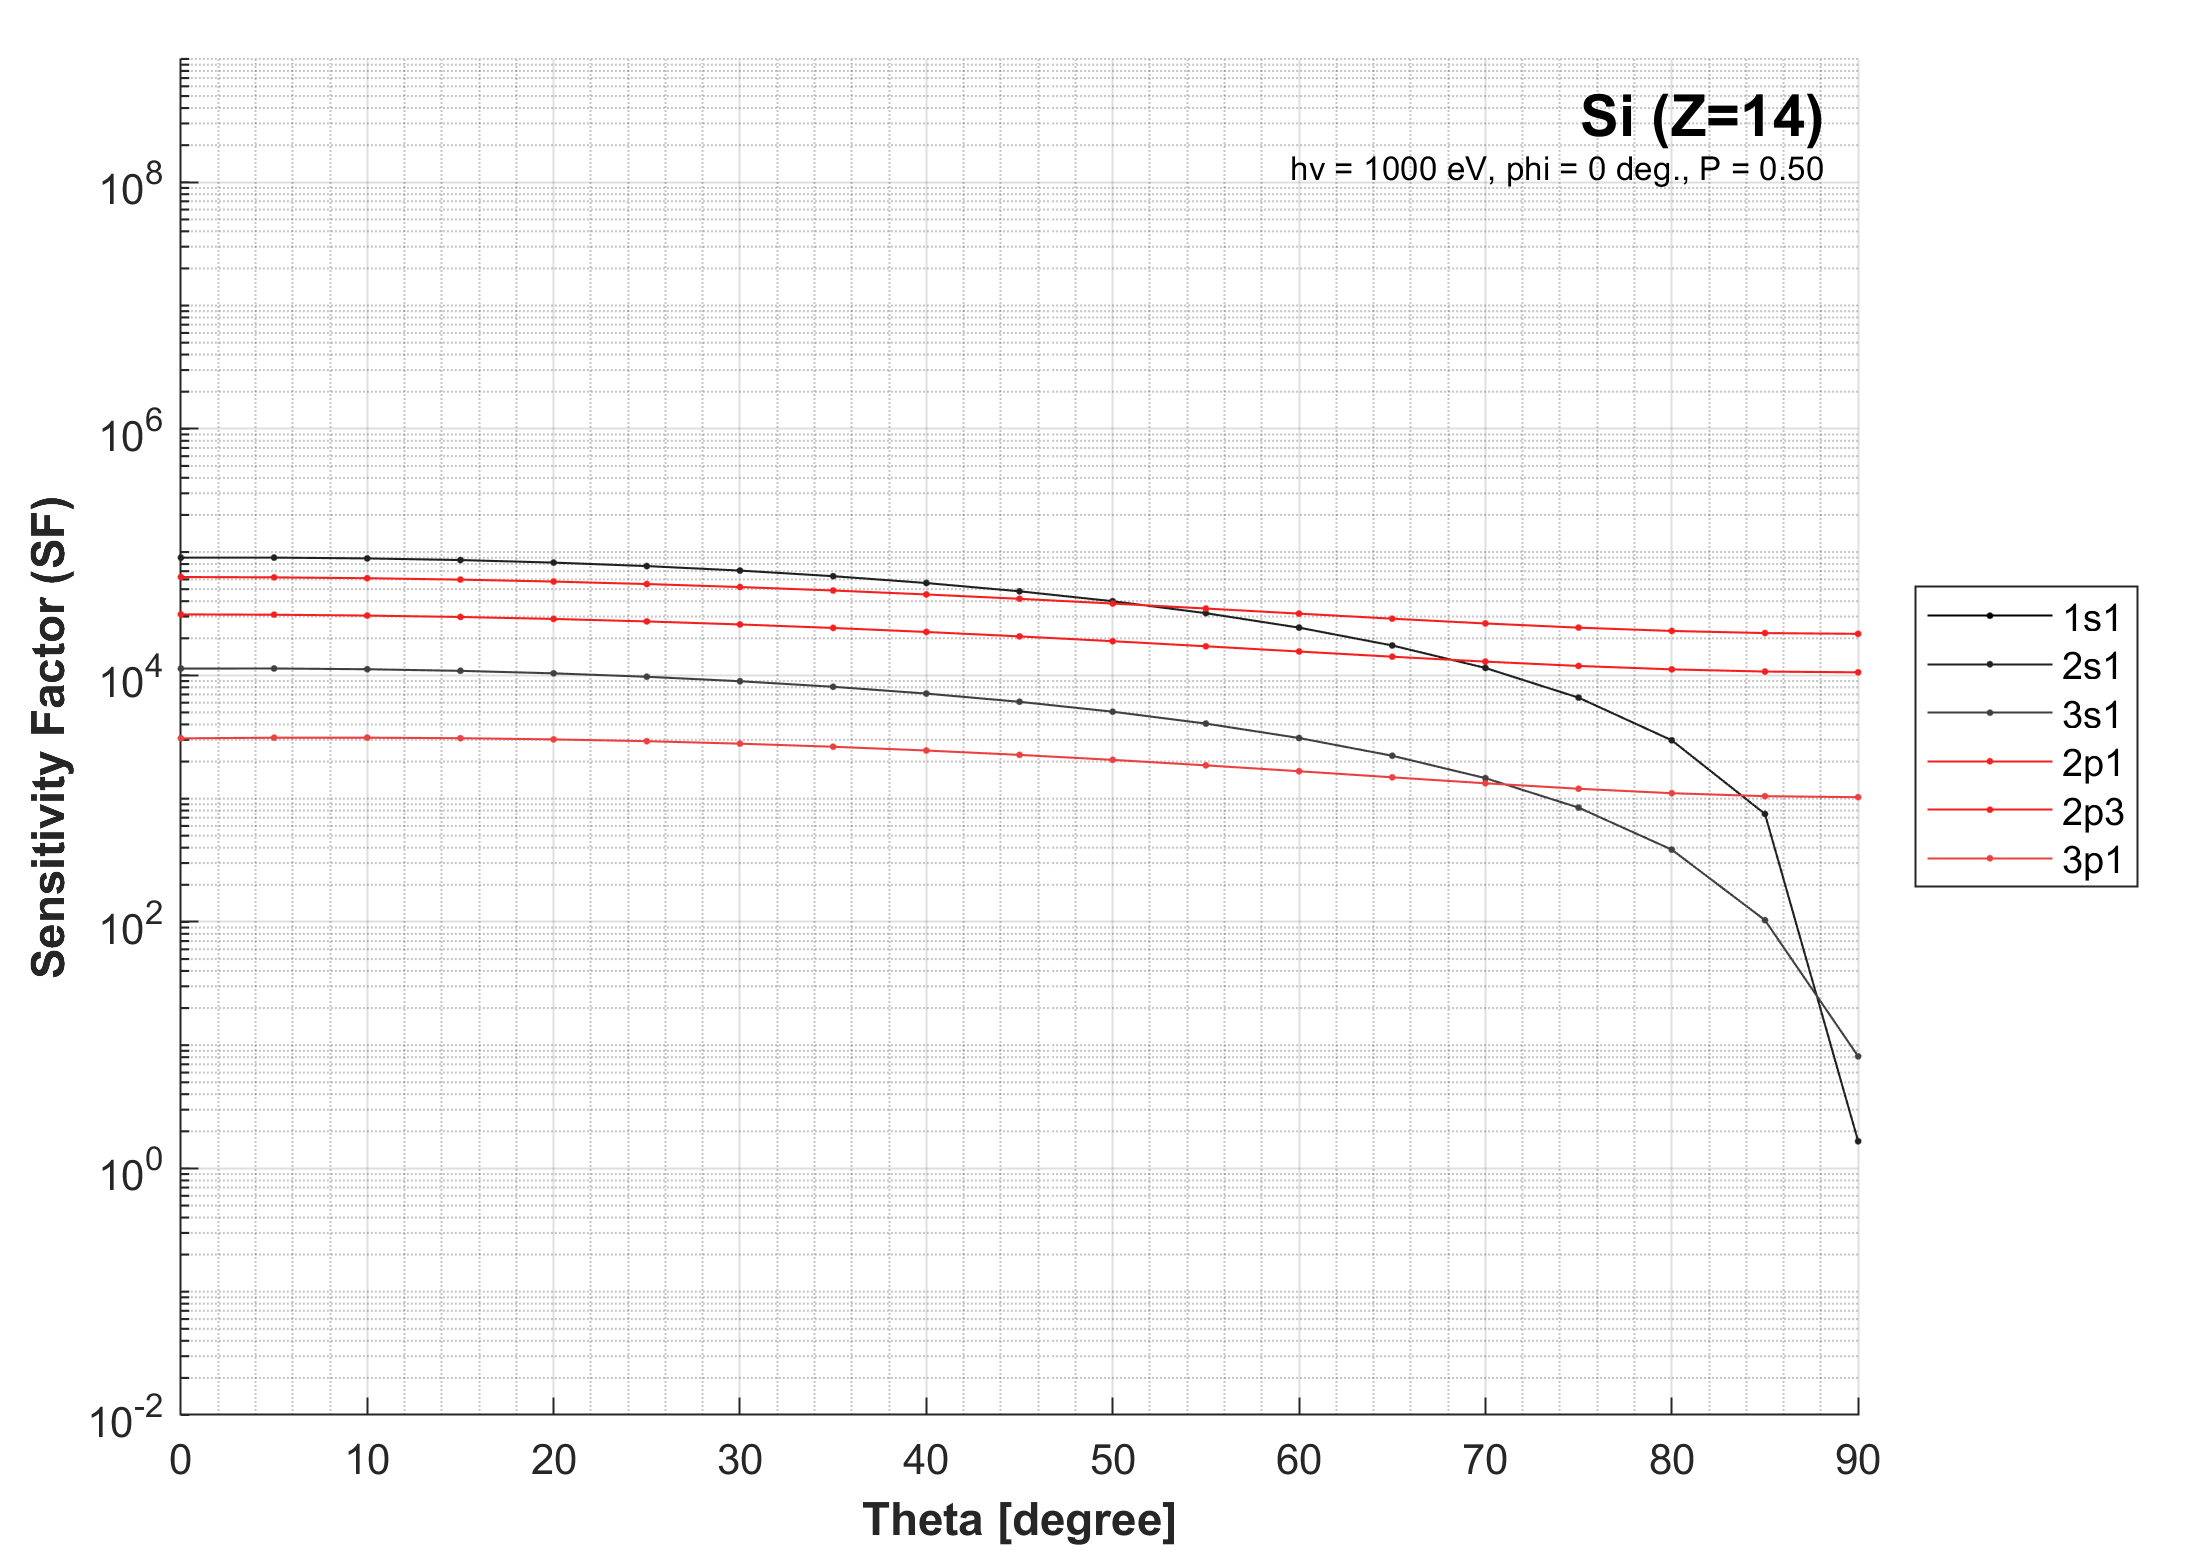 Si (Z=14)
hv = 1000 eV, phi = 0 deg., P = 0.50
Sensitivity Factor (SF)
10^8
10^6
10^4
10^2
10^0
10^-2
0 10 20 30 40 50 60 70 80 90
Theta [degree]
1s1
2s1
3s1
2p1
2p3
3p1